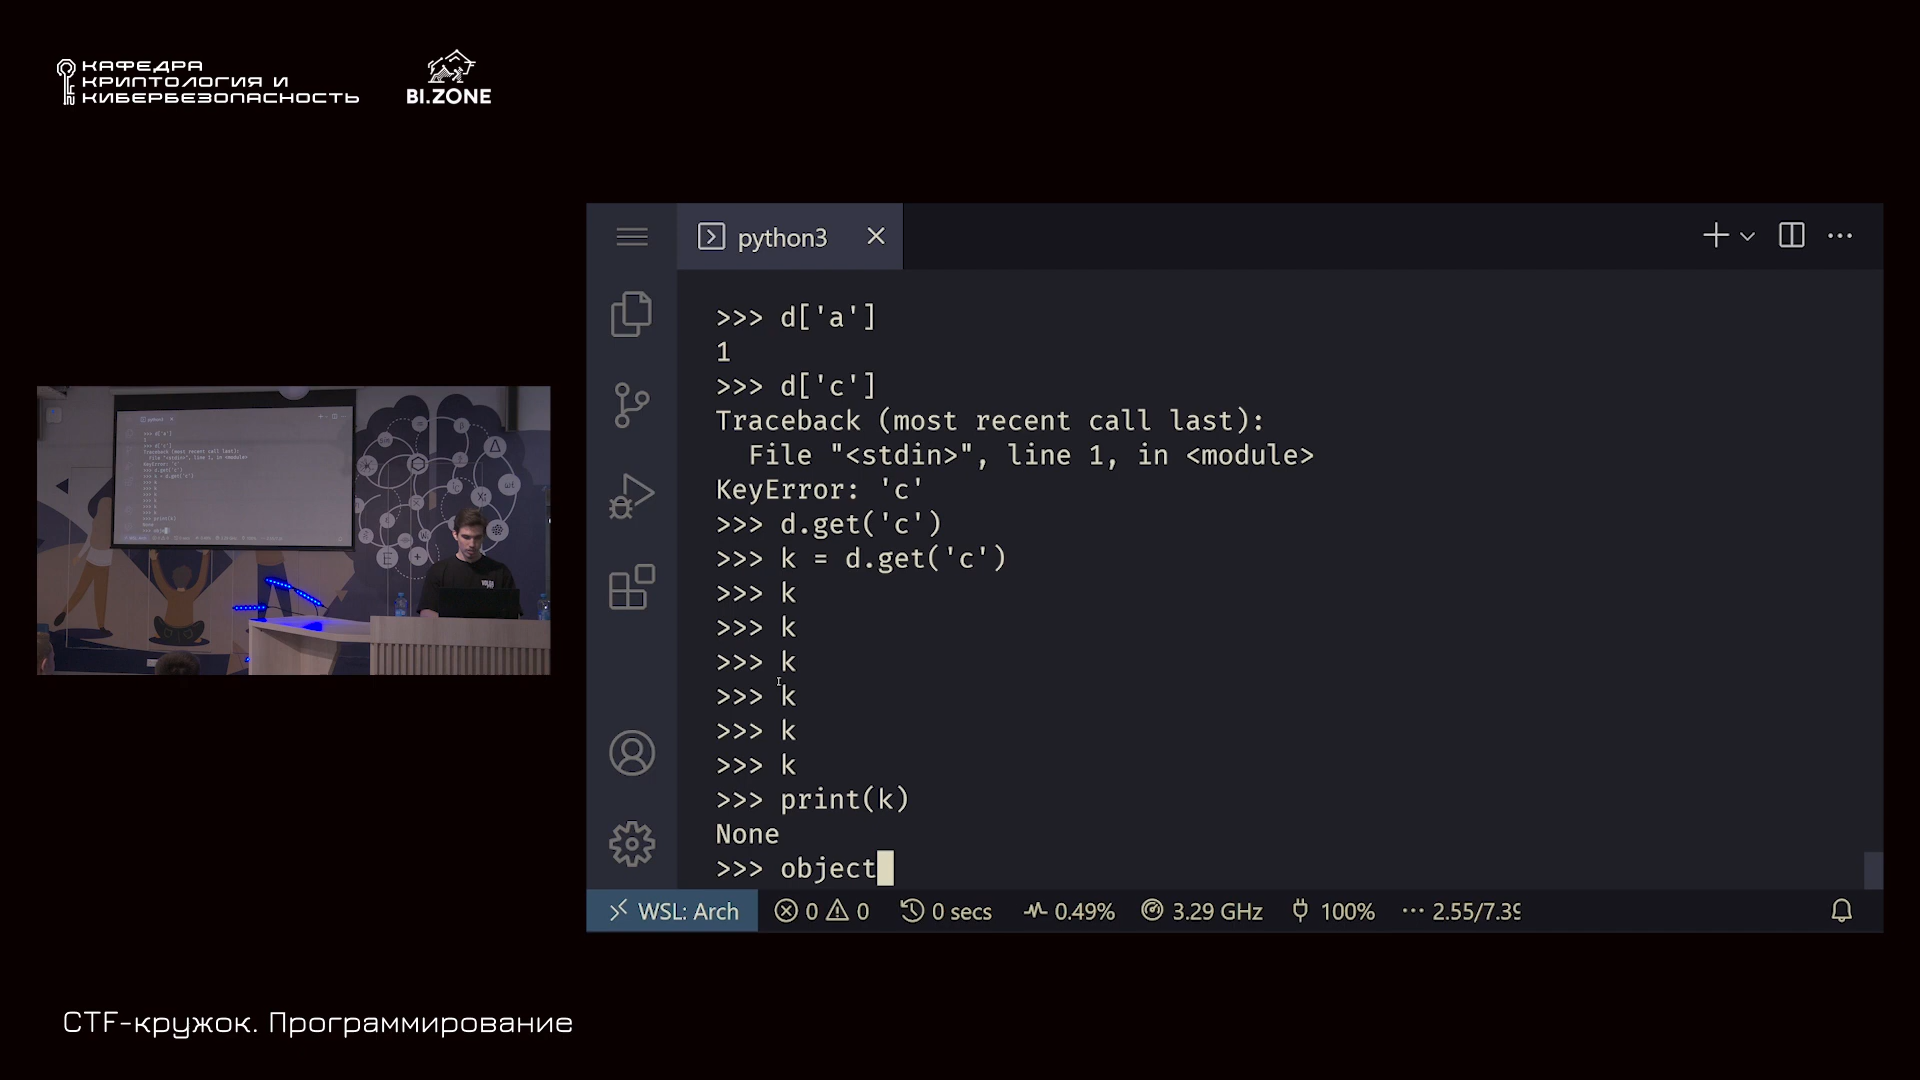 КАФЕДРА
КРИПТОЛОГИЯ И
КИБЕРБЕЗОПАСНОСТЬ
BI.ZONE
python3
>>> d['a']
1
>>> d['c']
Traceback (most recent call last):
  File "<stdin>", line 1, in <module>
KeyError: 'c'
>>> d.get('c')
>>> k = d.get('c')
>>> k
>>> k
>>> k
>>> k
>>> k
>>> k
>>> print(k)
None
>>> object
WSL: Arch 0 0 0 secs 0.49% 3.29 GHz 100% 2.55/7.39
CTF-кружок. Программирование